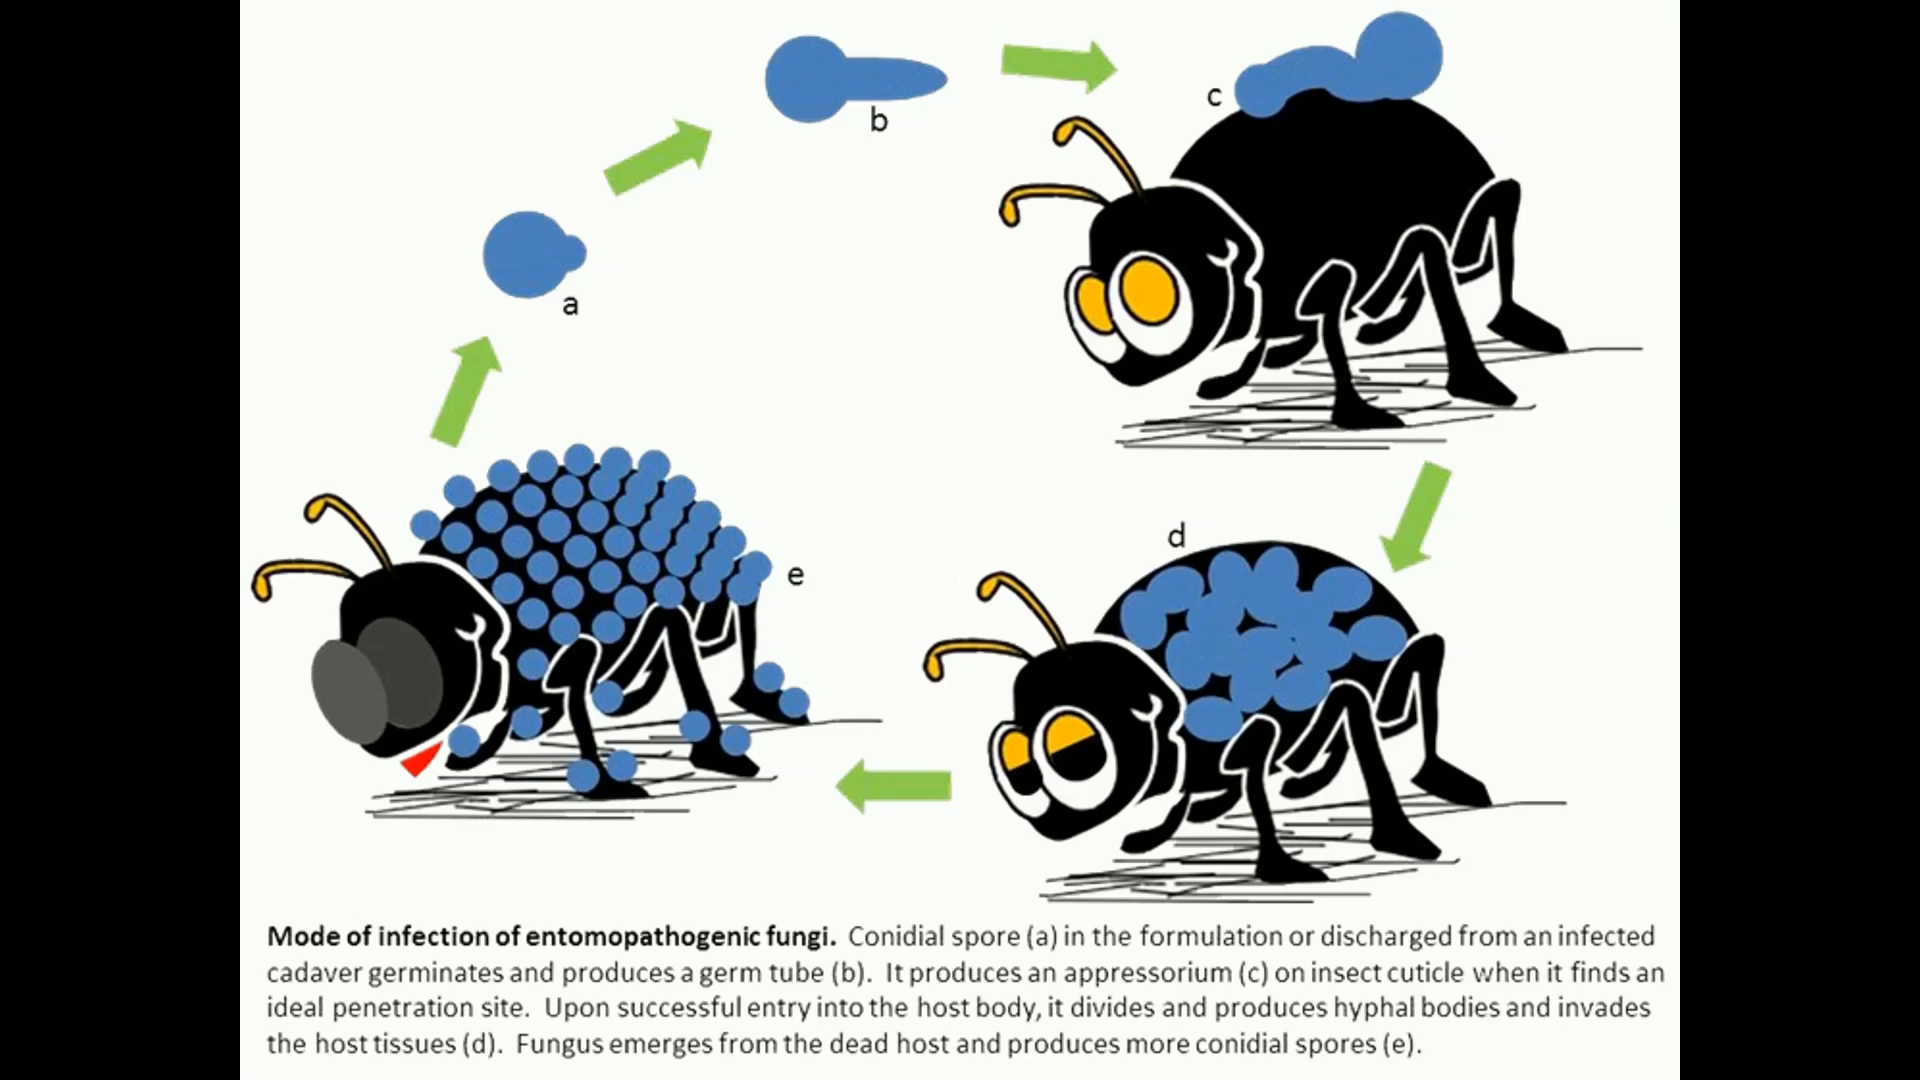 b
c
a
d
e
Mode of infection of entomopathogenic fungi. Conidial spore (a) in the formulation or discharged from an infected
cadaver germinates and produces a germ tube (b). It produces an appressorium (c) on insect cuticle when it finds an
ideal penetration site. Upon successful entry into the host body, it divides and produces hyphal bodies and invades
the host tissues (d). Fungus emerges from the dead host and produces more conidial spores (e).